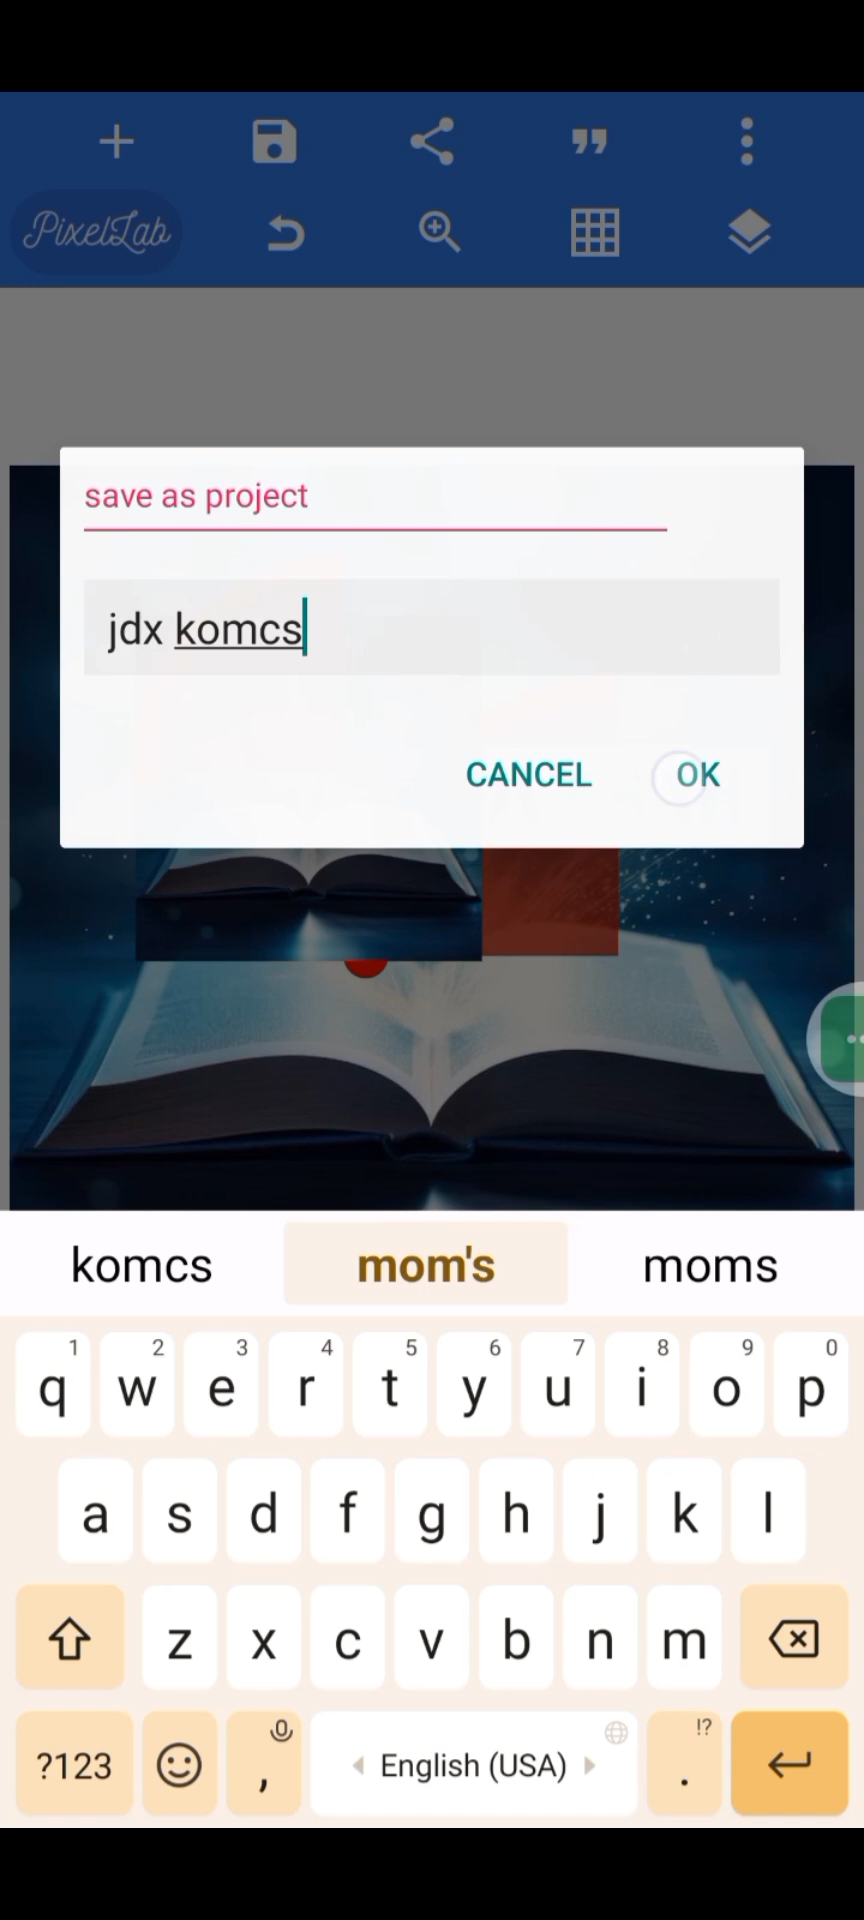 PixelLab
save as project
jdx komcs
CANCEL OK
komcs mom's moms
1 2 3 4 5 6 7 8 9 0
q w e r t y u i o p
a s d f g h j k l
z x c v b n m
!?
?123 , English (USA) .